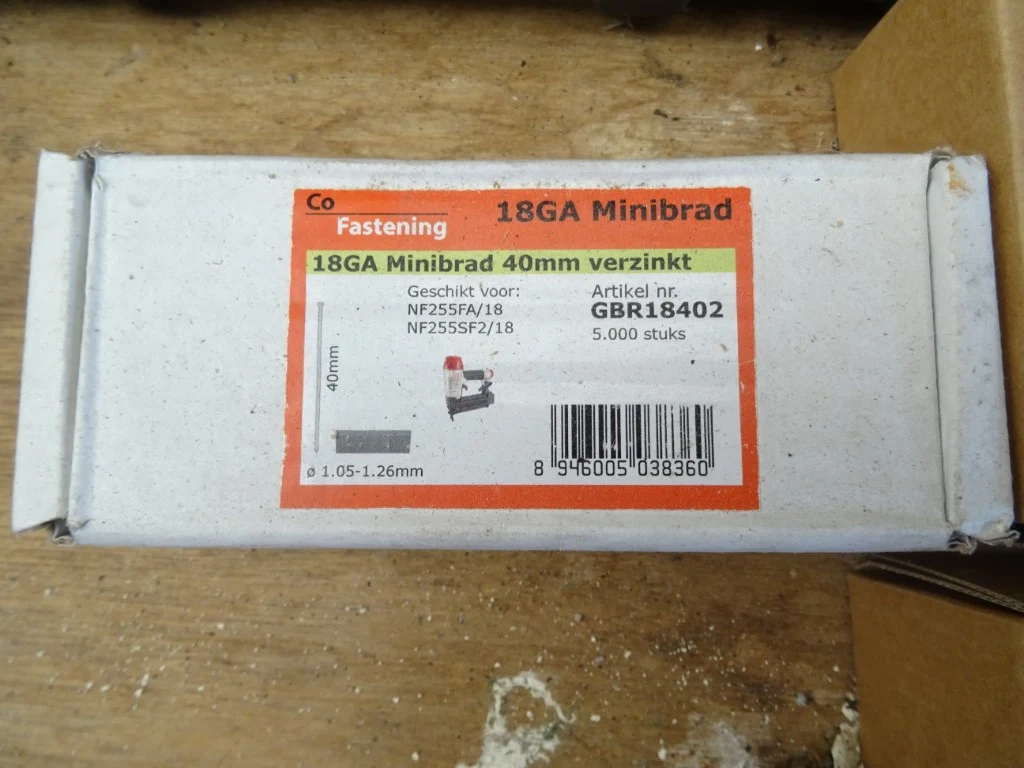 Co
Fastening
18GA Minibrad
18GA Minibrad 40mm verzinkt
Geschikt voor:
NF255FA/18
NF255SF2/18
Artikel nr.
GBR18402
5.000 stuks
40mm
ø 1.05-1.26mm
8 946005 038360